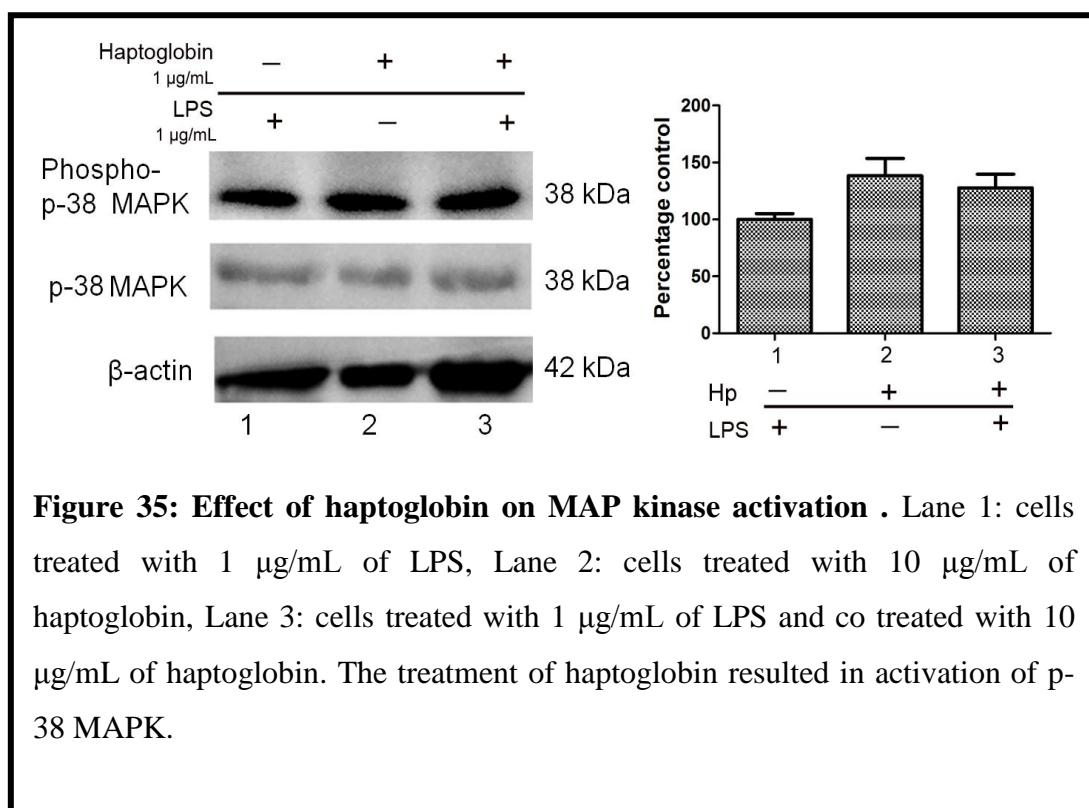 Haptoglobin − + +
1 μg/mL
LPS + − +
1 μg/mL
Phospho-
p-38 MAPK 38 kDa
p-38 MAPK 38 kDa
β-actin 42 kDa
1 2 3
Percentage control
200
150
100
50
0
1 2 3
Hp − + +
LPS + − +
Figure 35: Effect of haptoglobin on MAP kinase activation . Lane 1: cells
treated with 1 μg/mL of LPS, Lane 2: cells treated with 10 μg/mL of
haptoglobin, Lane 3: cells treated with 1 μg/mL of LPS and co treated with 10
μg/mL of haptoglobin. The treatment of haptoglobin resulted in activation of p-
38 MAPK.